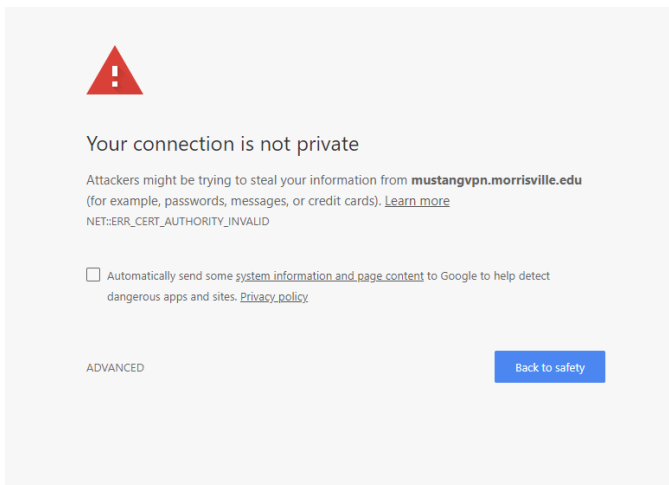 Your connection is not private
Attackers might be trying to steal your information from mustangvpn.morrisville.edu
(for example, passwords, messages, or credit cards). Learn more
NET::ERR_CERT_AUTHORITY_INVALID
Automatically send some system information and page content to Google to help detect
dangerous apps and sites. Privacy policy
ADVANCED
Back to safety